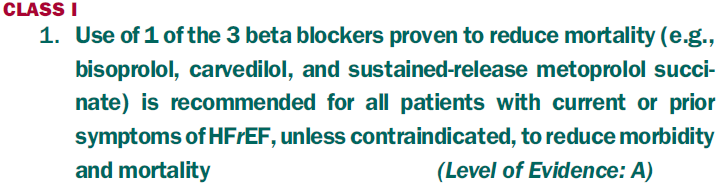 CLASS I
1. Use of 1 of the 3 beta blockers proven to reduce mortality (e.g.,
bisoprolol, carvedilol, and sustained-release metoprolol succi-
nate) is recommended for all patients with current or prior
symptoms of HFrEF, unless contraindicated, to reduce morbidity
and mortality (Level of Evidence: A)